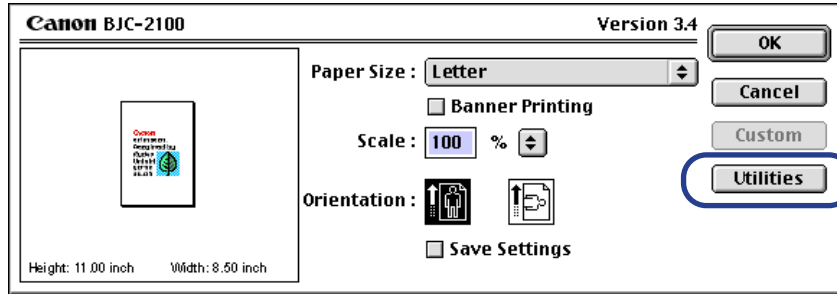 Canon BJC-2100 Version 3.4
OK
Paper Size : Letter
Cancel
Banner Printing
Custom
Scale : 100 %
Utilities
Orientation :
Save Settings
Height: 11.00 inch Width: 8.50 inch
Canon